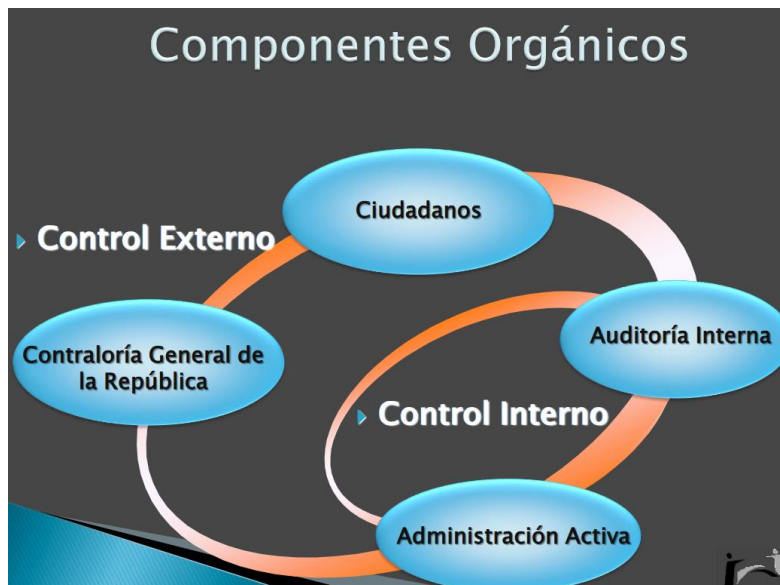 Componentes Orgánicos
Ciudadanos
Control Externo
Contraloría General de
la República
Auditoría Interna
Control Interno
Administración Activa